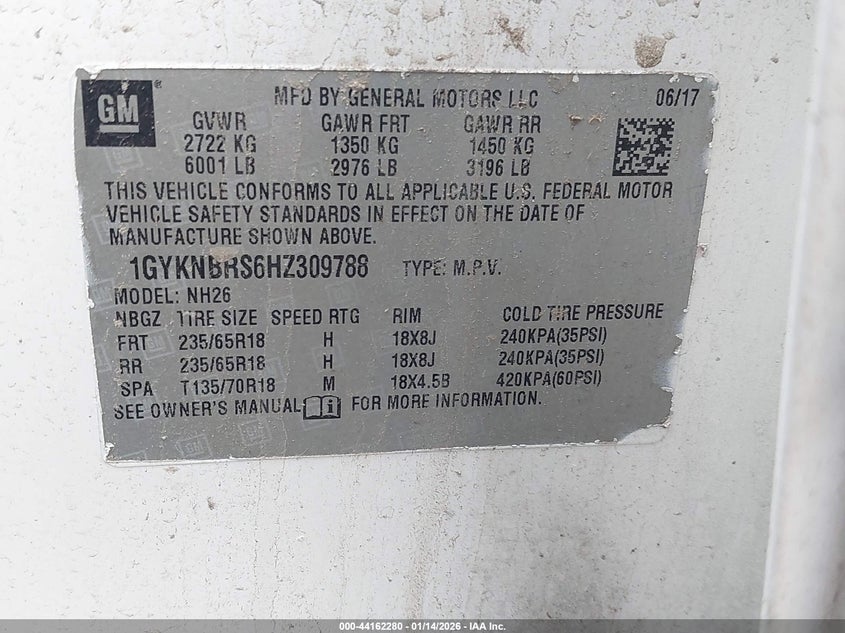 GM
MFD BY GENERAL MOTORS LLC 06/17
GVWR GAWR FRT GAWR RR
2722 KG 1350 KG 1450 KG
6001 LB 2976 LB 3196 LB
THIS VEHICLE CONFORMS TO ALL APPLICABLE U.S. FEDERAL MOTOR
VEHICLE SAFETY STANDARDS IN EFFECT ON THE DATE OF
MANUFACTURE SHOWN ABOVE.
1GYKNBRS6HZ309788 TYPE: M.P.V.
MODEL: NH26
NBGZ TIRE SIZE SPEED RTG RIM COLD TIRE PRESSURE
FRT 235/65R18 H 18X8J 240KPA(35PSI)
RR 235/65R18 H 18X8J 240KPA(35PSI)
SPA T135/70R18 M 18X4.5B 420KPA(60PSI)
SEE OWNER'S MANUAL FOR MORE INFORMATION.
000-44162280 - 01/14/2026 - IAA Inc.